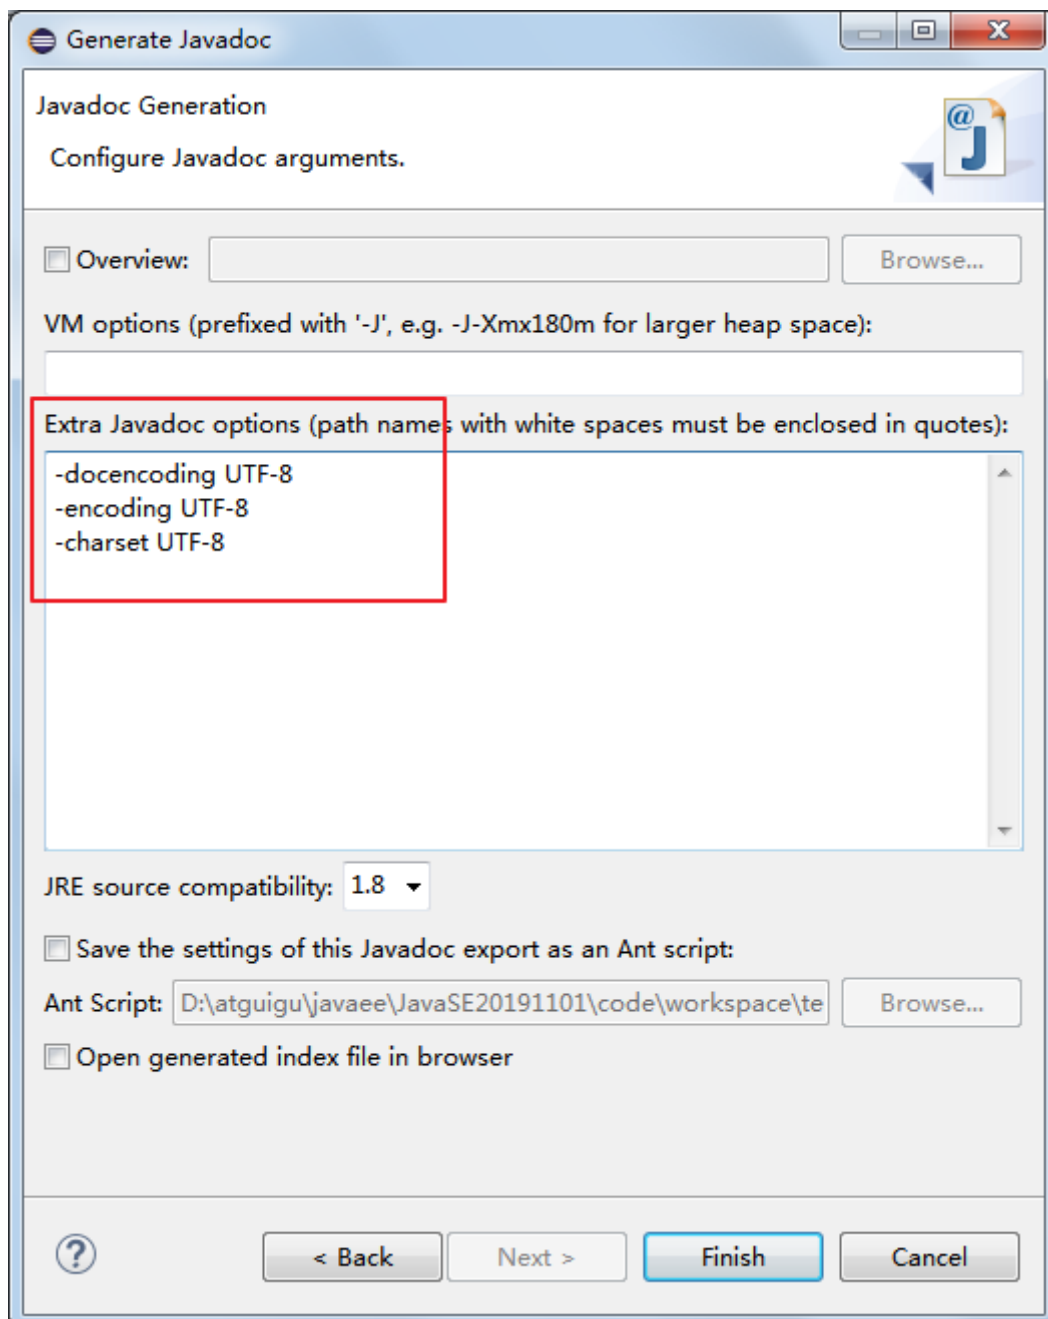 Generate Javadoc
Javadoc Generation
Configure Javadoc arguments.
@
J
Overview:
Browse...
VM options (prefixed with '-J', e.g. -J-Xmx180m for larger heap space):
Extra Javadoc options (path names with white spaces must be enclosed in quotes):
-docencoding UTF-8
-encoding UTF-8
-charset UTF-8
JRE source compatibility: 1.8
Save the settings of this Javadoc export as an Ant script:
Ant Script: D:\atguigu\javaee\JavaSE20191101\code\workspace\te Browse...
Open generated index file in browser
? < Back Next > Finish Cancel